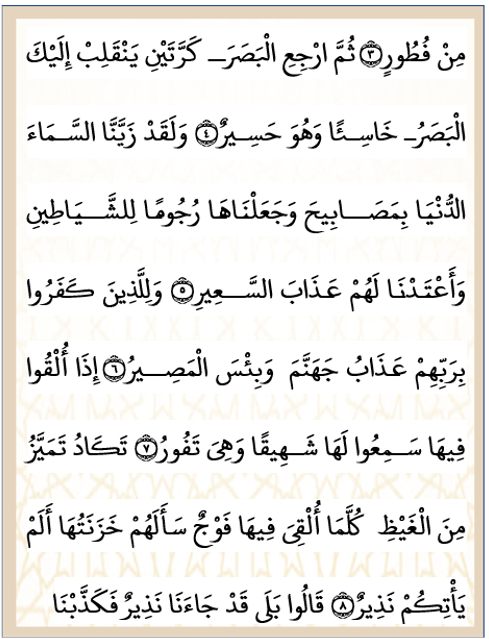 مِنْ فُطُورٍ۝٣ ثُمَّ ارْجِعِ الْبَصَرَ كَرَّتَيْنِ يَنْقَلِبْ إِلَيْكَ
الْبَصَرُ خَاسِئًا وَهُوَ حَسِيرٌ۝٤ وَلَقَدْ زَيَّنَّا السَّمَاءَ
الدُّنْيَا بِمَصَابِيحَ وَجَعَلْنَاهَا رُجُومًا لِلشَّيَاطِينِ
وَأَعْتَدْنَا لَهُمْ عَذَابَ السَّعِيرِ۝٥ وَلِلَّذِينَ كَفَرُوا
بِرَبِّهِمْ عَذَابُ جَهَنَّمَ وَبِئْسَ الْمَصِيرُ۝٦ إِذَا أُلْقُوا
فِيهَا سَمِعُوا لَهَا شَهِيقًا وَهِيَ تَفُورُ۝٧ تَكَادُ تَمَيَّزُ
مِنَ الْغَيْظِ كُلَّمَا أُلْقِيَ فِيهَا فَوْجٌ سَأَلَهُمْ خَزَنَتُهَا أَلَمْ
يَأْتِكُمْ نَذِيرٌ۝٨ قَالُوا بَلَى قَدْ جَاءَنَا نَذِيرٌ فَكَذَّبْنَا